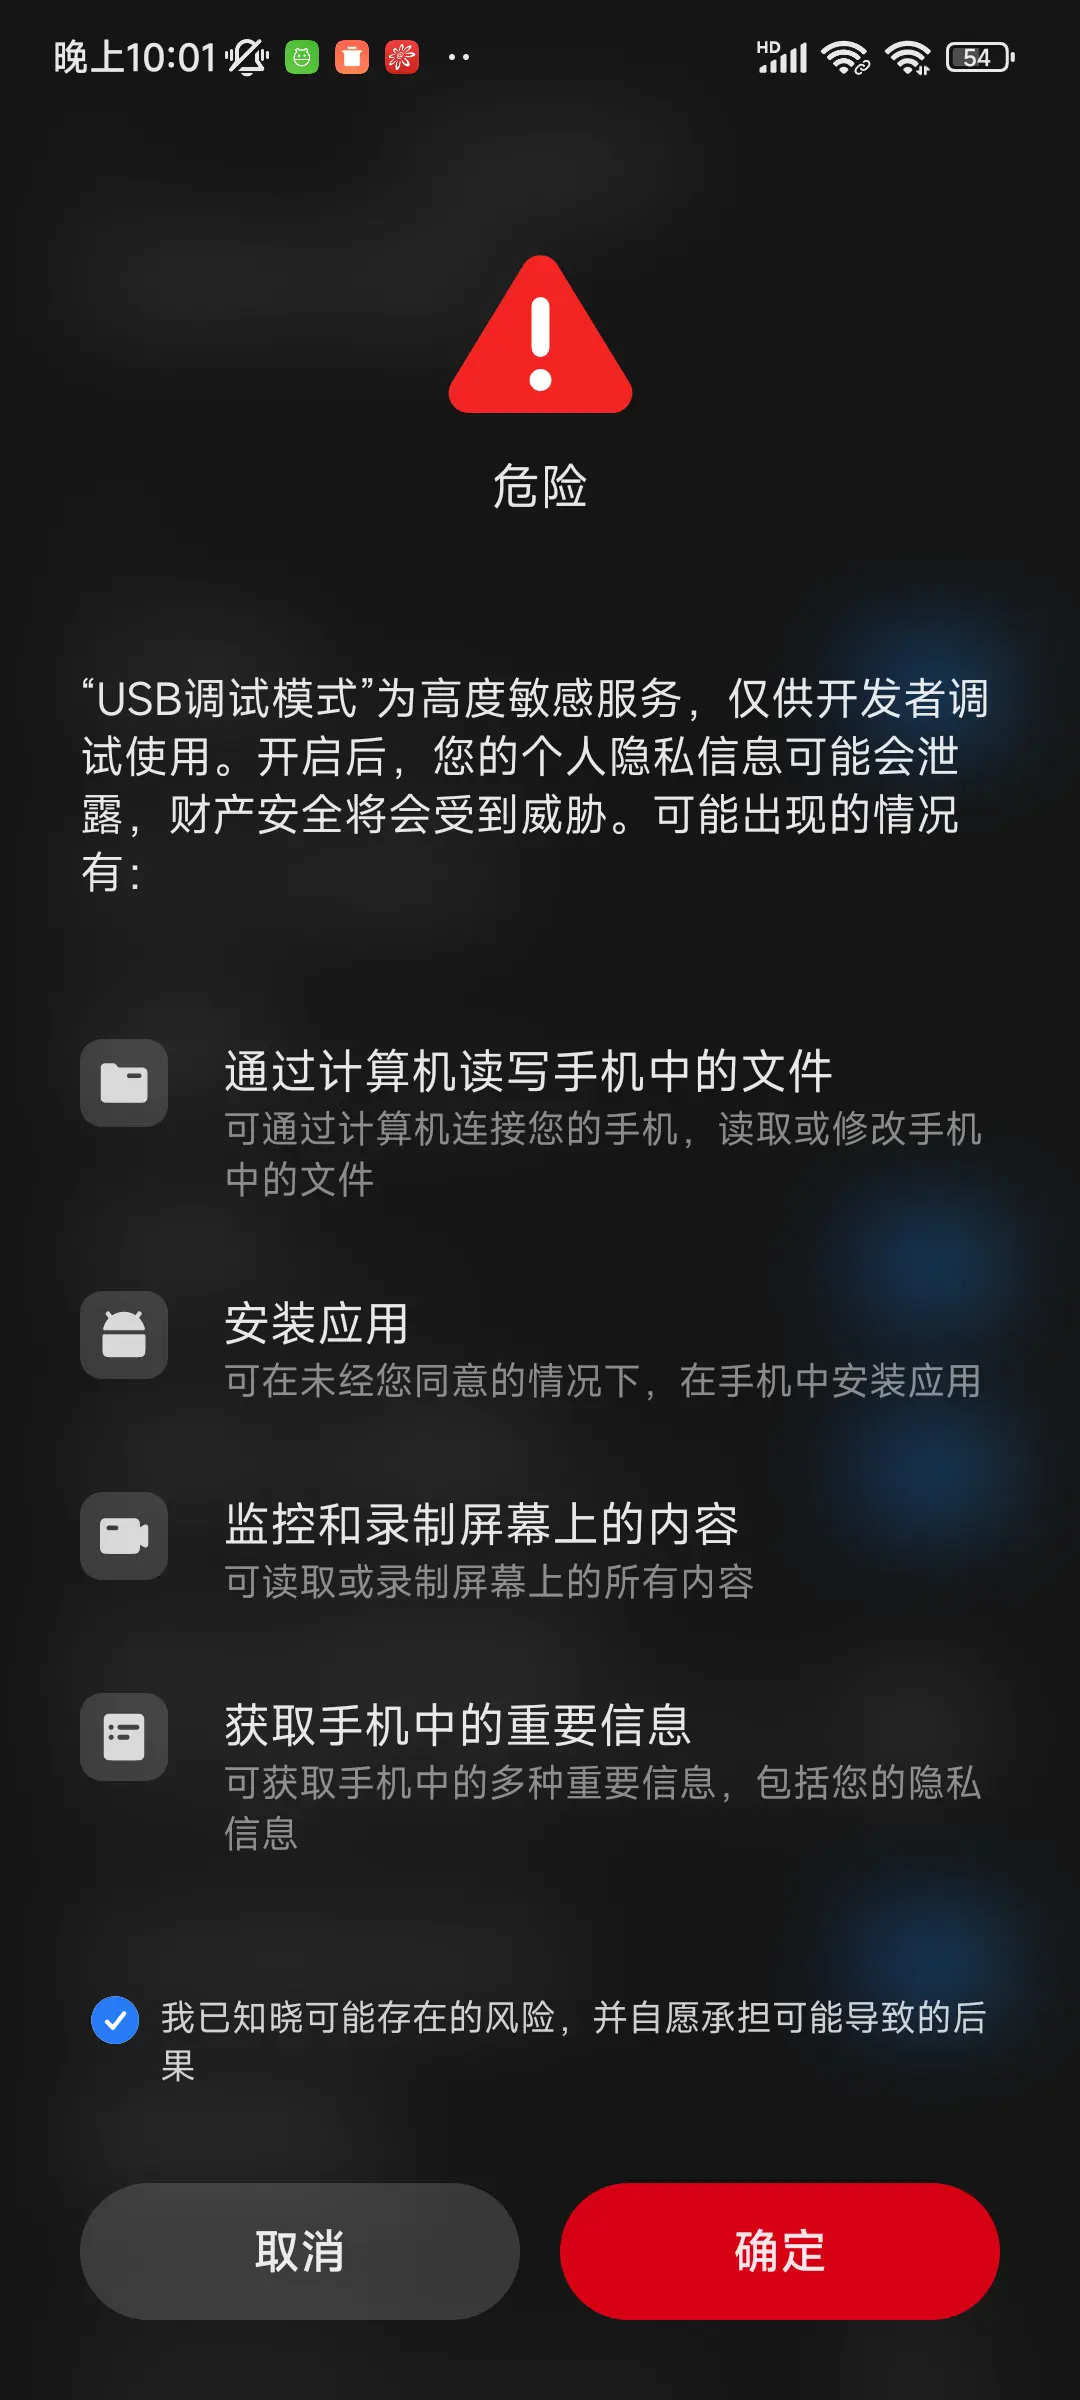 晚上10:01
HD
54
危险
“USB调试模式”为高度敏感服务，仅供开发者调
试使用。开启后，您的个人隐私信息可能会泄
露，财产安全将会受到威胁。可能出现的情况
有：
通过计算机读写手机中的文件
可通过计算机连接您的手机，读取或修改手机
中的文件
安装应用
可在未经您同意的情况下，在手机中安装应用
监控和录制屏幕上的内容
可读取或录制屏幕上的所有内容
获取手机中的重要信息
可获取手机中的多种重要信息，包括您的隐私
信息
我已知晓可能存在的风险，并自愿承担可能导致的后
果
取消
确定